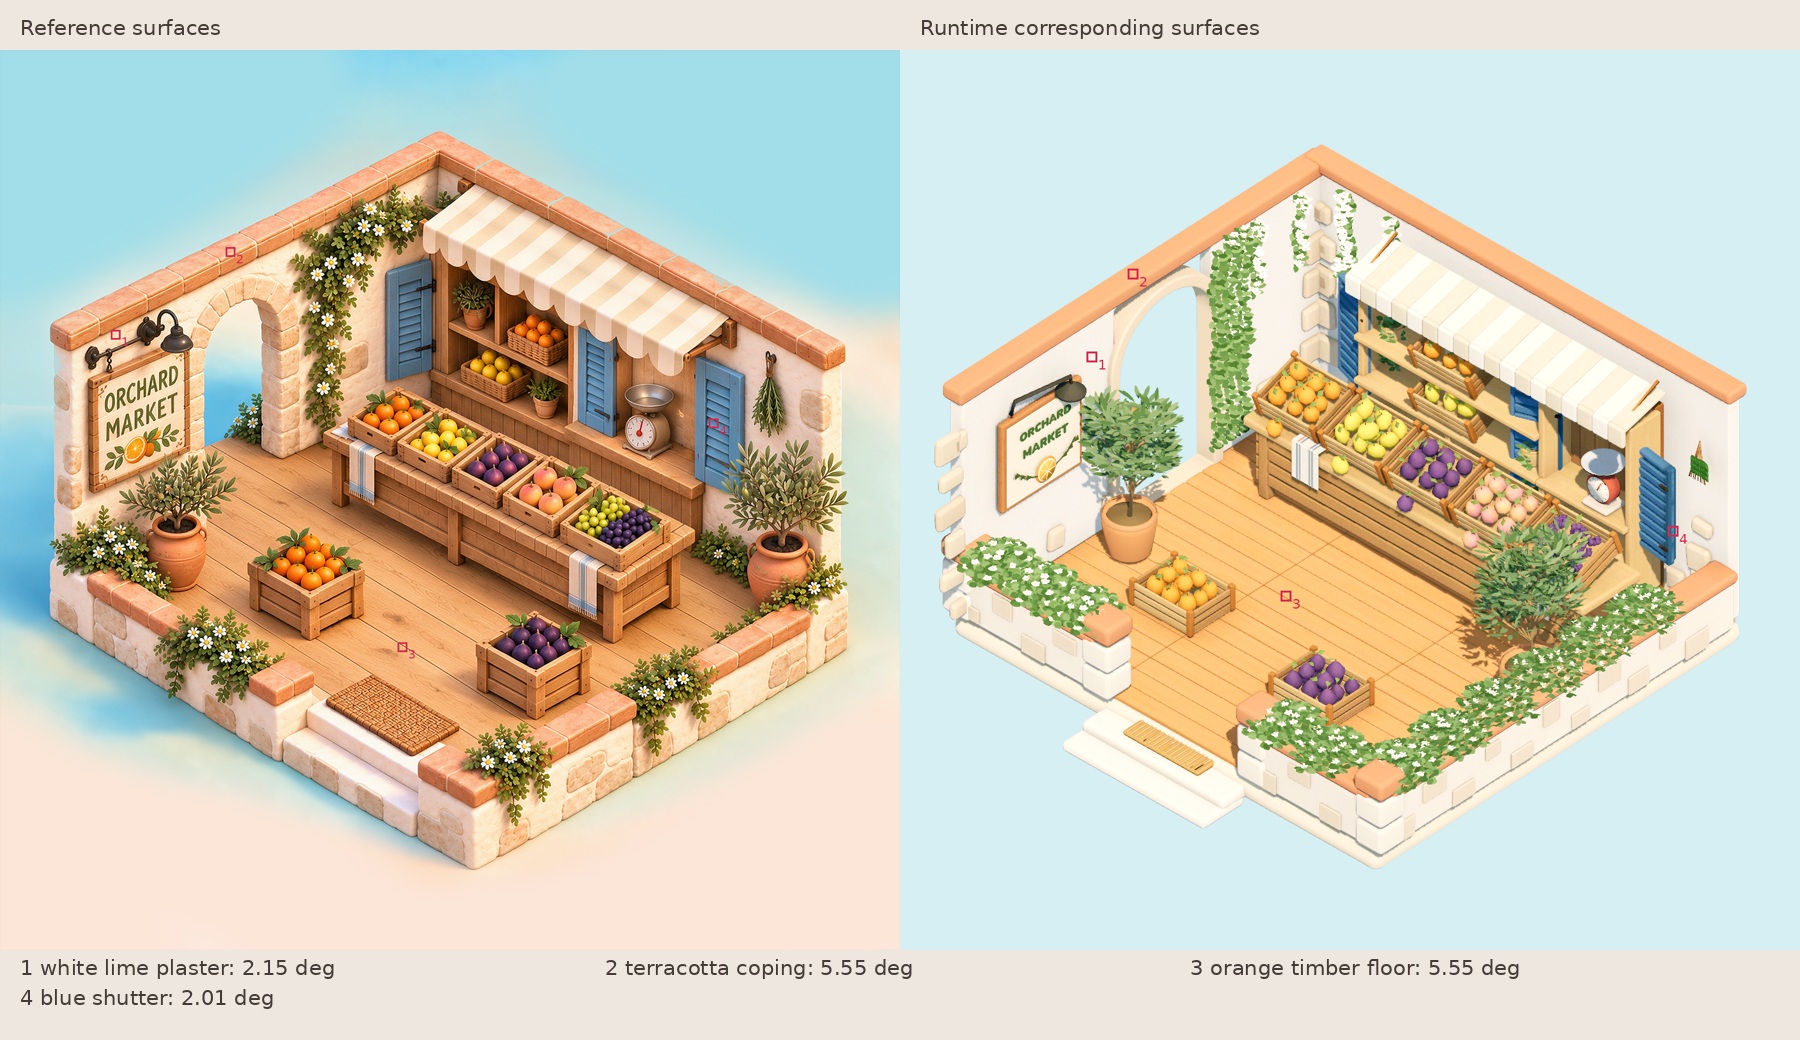 Reference surfaces
Runtime corresponding surfaces
2
1
ORCHARD
MARKET
4
3
2
1
ORCHARD
MARKET
4
3
1 white lime plaster: 2.15 deg
2 terracotta coping: 5.55 deg
3 orange timber floor: 5.55 deg
4 blue shutter: 2.01 deg